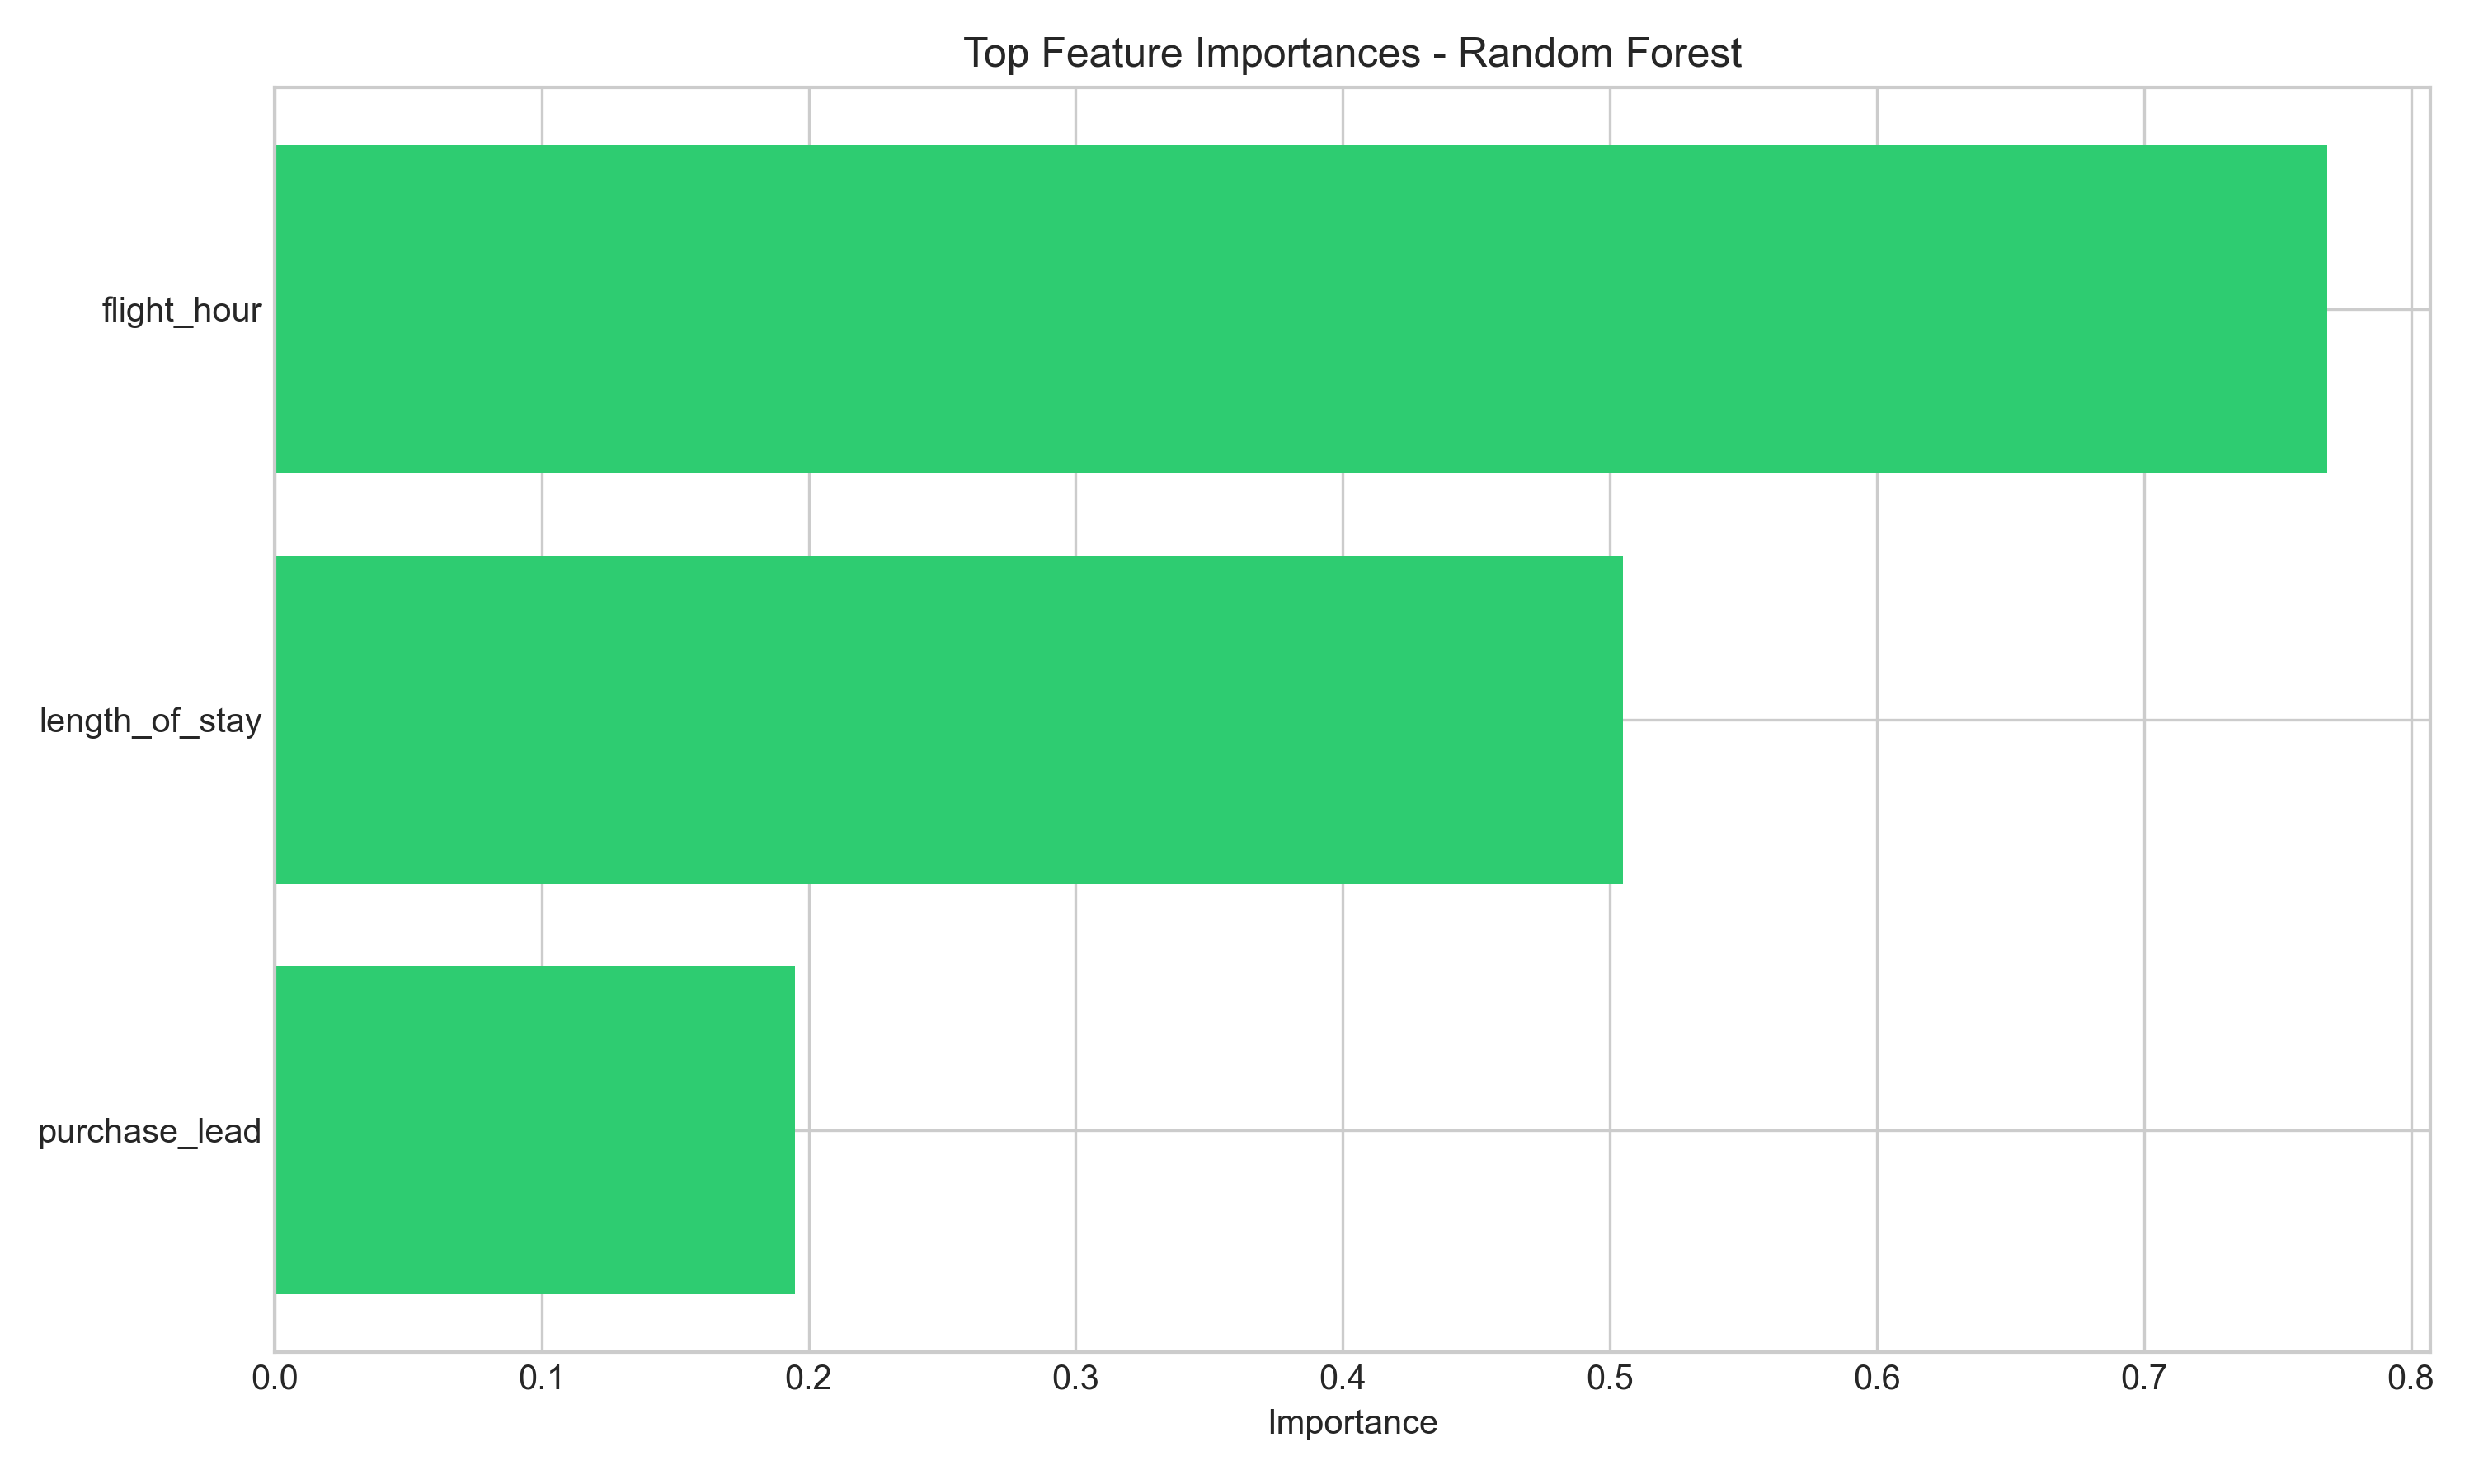 Top Feature Importances - Random Forest
flight_hour
length_of_stay
purchase_lead
0.0 0.1 0.2 0.3 0.4 0.5 0.6 0.7 0.8
Importance